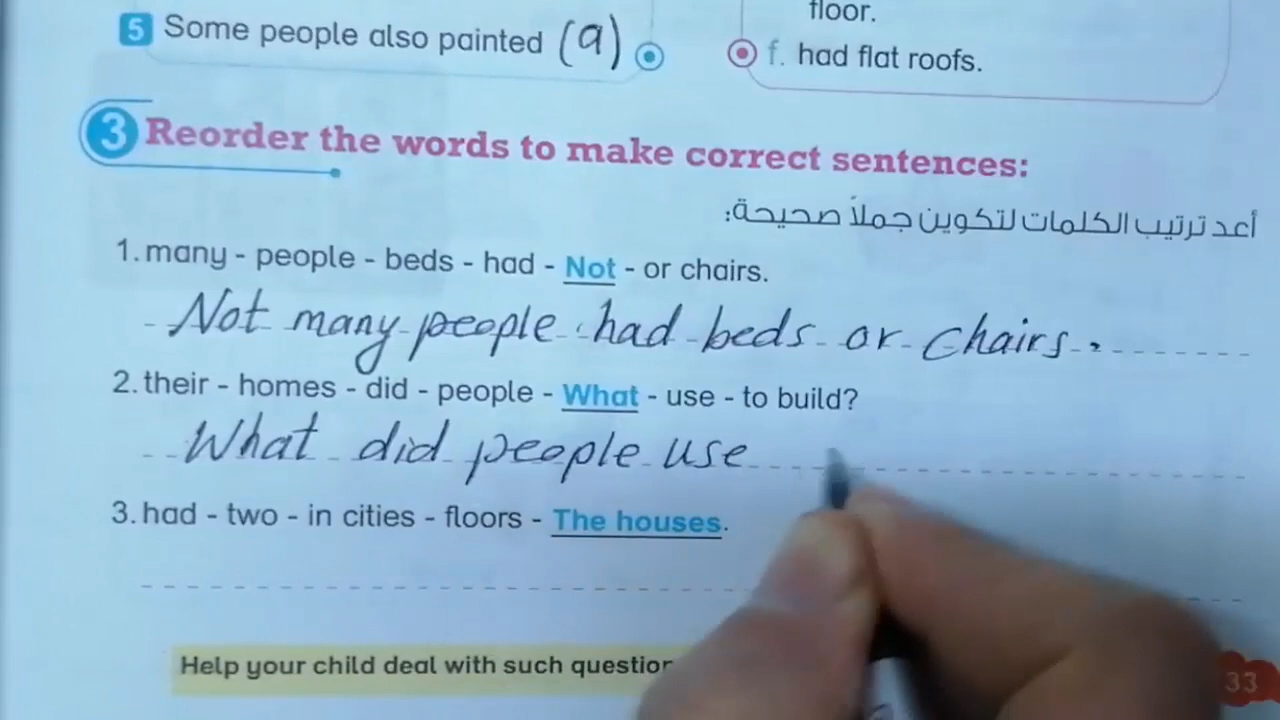 floor.
5 Some people also painted (a)
f. had flat roofs.
3 Reorder the words to make correct sentences:
أعد ترتيب الكلمات لتكوين جملاً صحيحة:
1. many - people - beds - had - Not - or chairs.
Not many people had beds or chairs.
2. their - homes - did - people - What - use - to build?
What did people use
3. had - two - in cities - floors - The houses.
Help your child deal with such
33